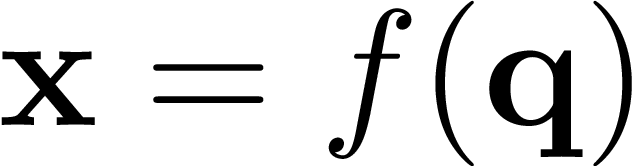 𝐱 = f(𝐪)